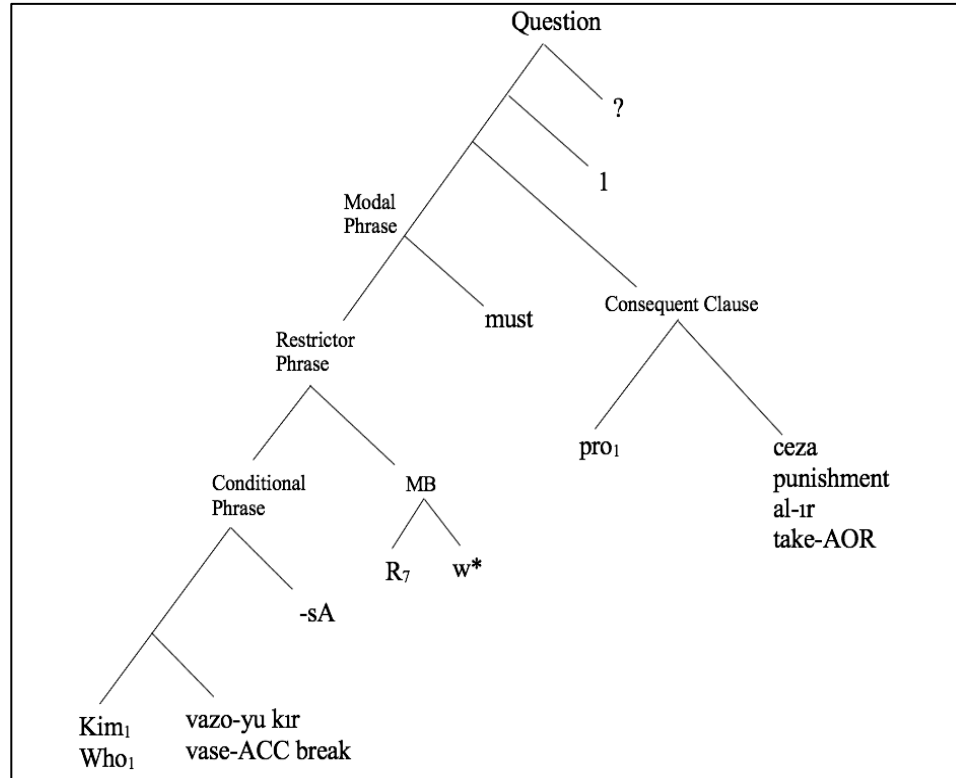 Question
?
1
Modal
Phrase
must
Consequent Clause
Restrictor
Phrase
pro₁
ceza
punishment
al-ır
take-AOR
Conditional
Phrase
MB
R₇
w*
-sA
Kim₁
Who₁
vazo-yu kır
vase-ACC break